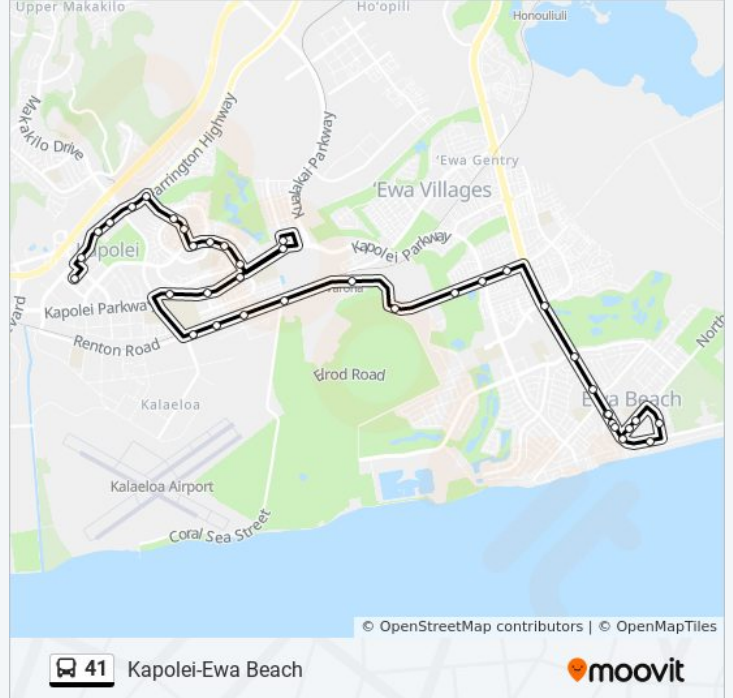 Upper Makakilo
Ho'opili
Honouliuli
Makakilo Drive
Farrington Highway
Kualakai Parkway
'Ewa Gentry
'Ewa Villages
Kapolei
Kapolei Parkway
Kapolei Parkway
Renton Road
North
Elrod Road
Ewa Beach
Kalaeloa
Kalaeloa Airport
Coral Sea Street
© OpenStreetMap contributors | © OpenMapTiles
41 Kapolei-Ewa Beach
moovit